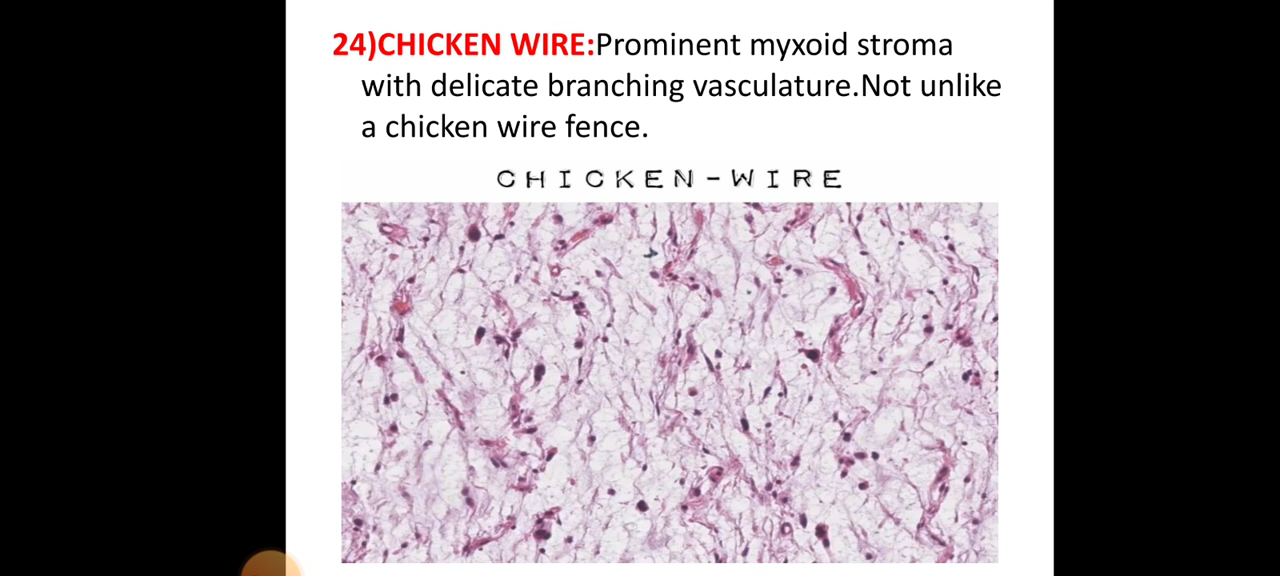 24)CHICKEN WIRE:Prominent myxoid stroma
with delicate branching vasculature.Not unlike
a chicken wire fence.
CHICKEN-WIRE